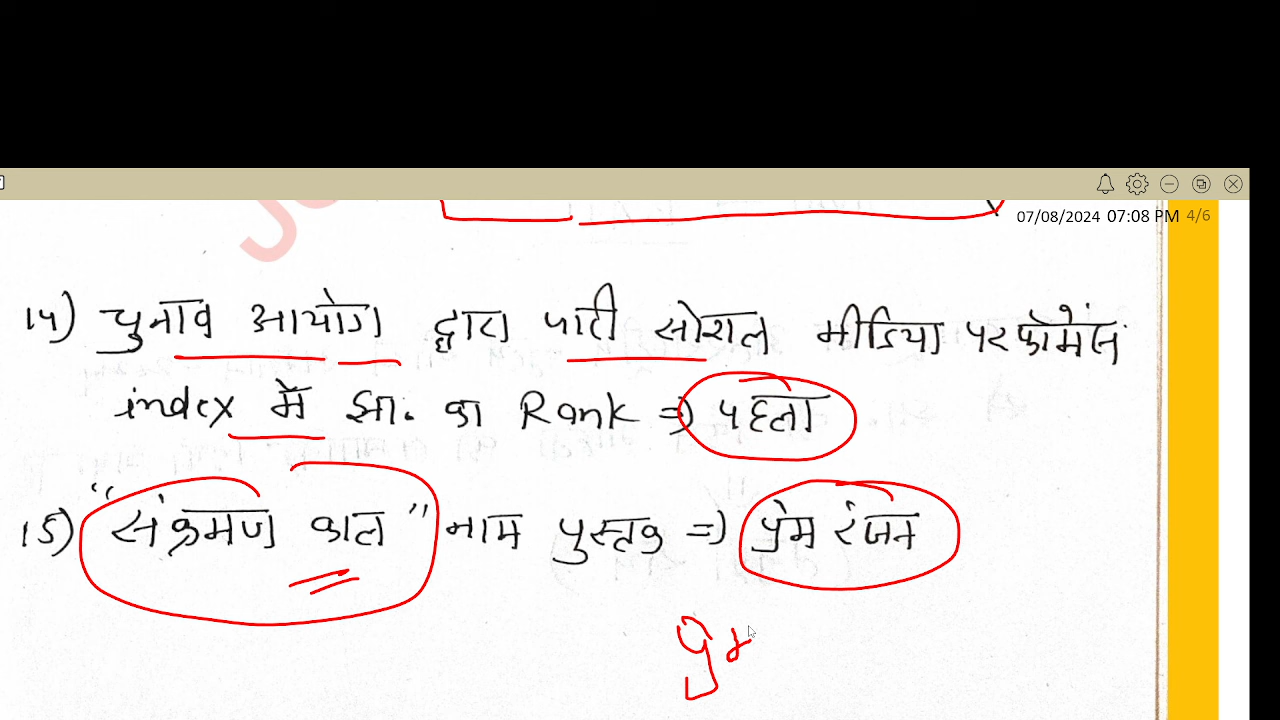 07/08/2024 07:08 PM 4/6
14) चुनाव आयोग द्वारा पार्टी सोशल मीडिया परफॉर्मेंस
index में झा. का Rank => पहला
15) "संक्रमण काल" नाम पुस्तक => प्रेम रंजन